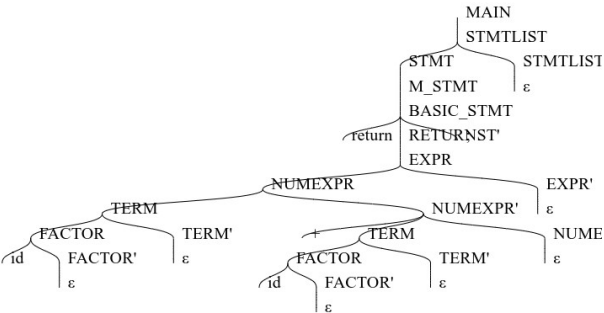 MAIN
STMTLIST
STMT STMTLIST
M_STMT ε
BASIC_STMT
return RETURNST' ;
EXPR
NUMEXPR EXPR'
TERM NUMEXPR' ε
FACTOR TERM' + TERM NUME
id FACTOR' ε FACTOR TERM' ε
ε id FACTOR' ε
ε